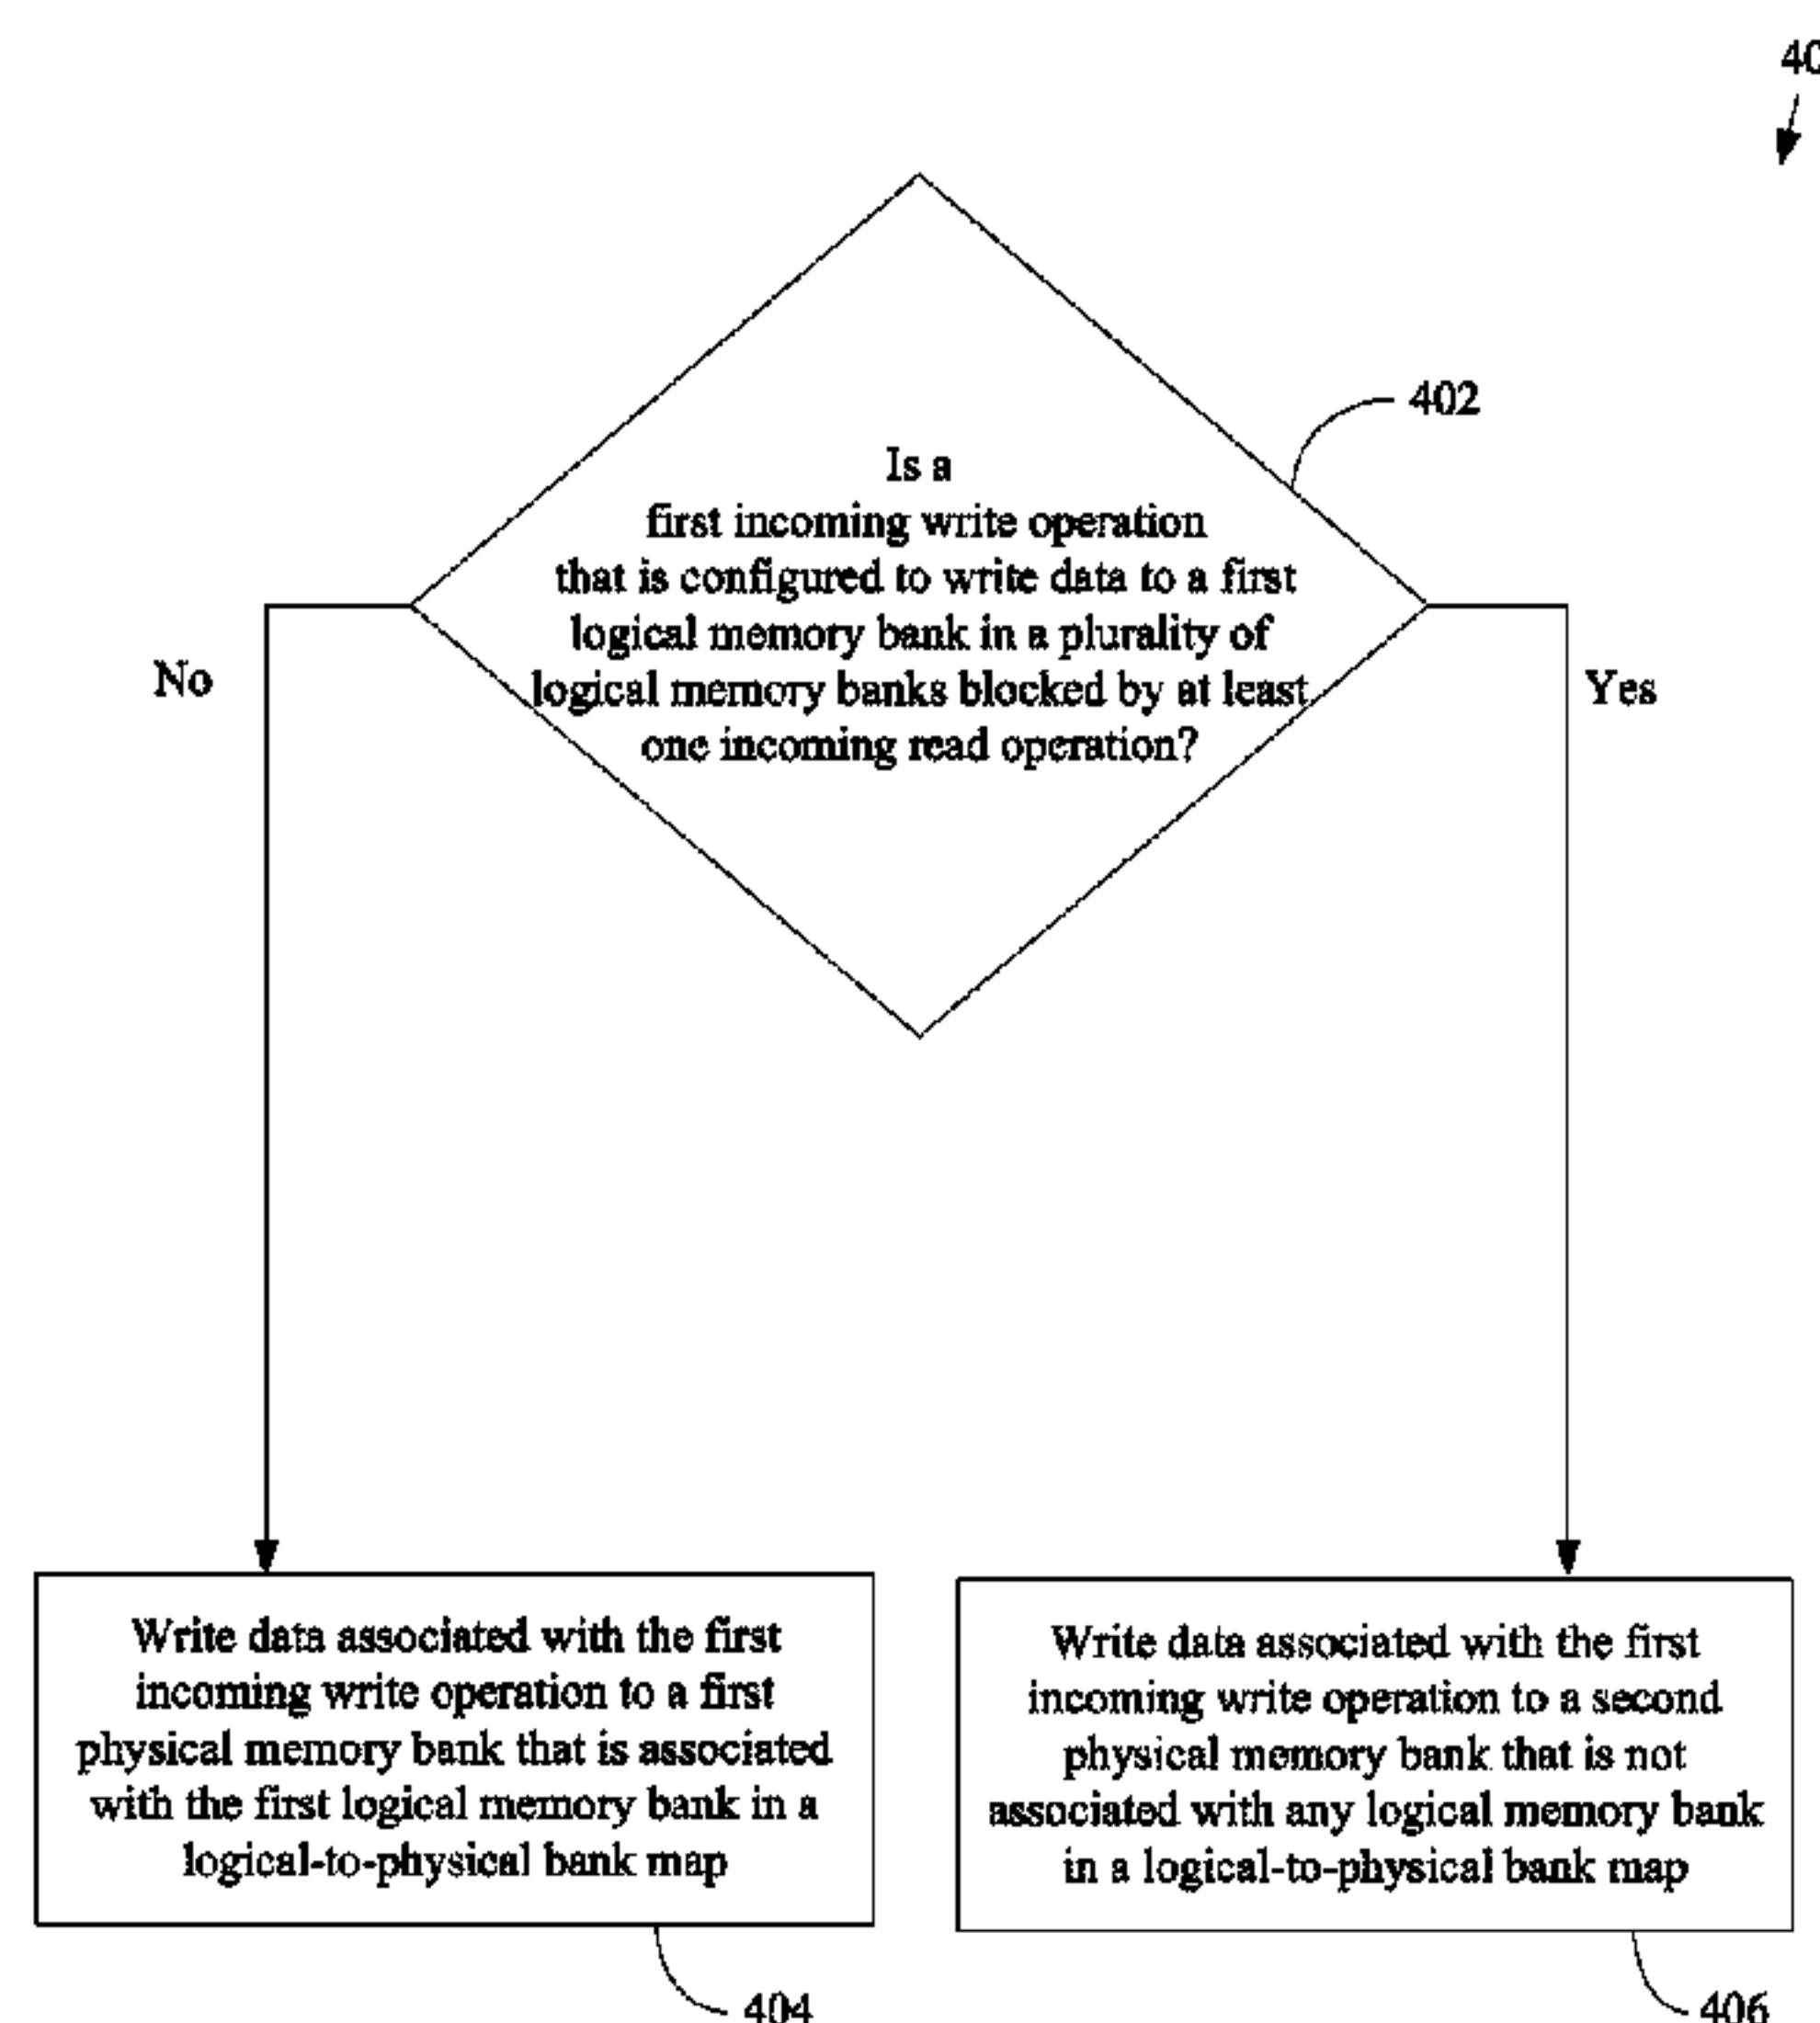 40
402
Is a
first incoming write operation
that is configured to write data to a first
logical memory bank in a plurality of
logical memory banks blocked by at least
one incoming read operation?
No
Yes
Write data associated with the first
incoming write operation to a first
physical memory bank that is associated
with the first logical memory bank in a
logical-to-physical bank map
Write data associated with the first
incoming write operation to a second
physical memory bank that is not
associated with any logical memory bank
in a logical-to-physical bank map
404
406